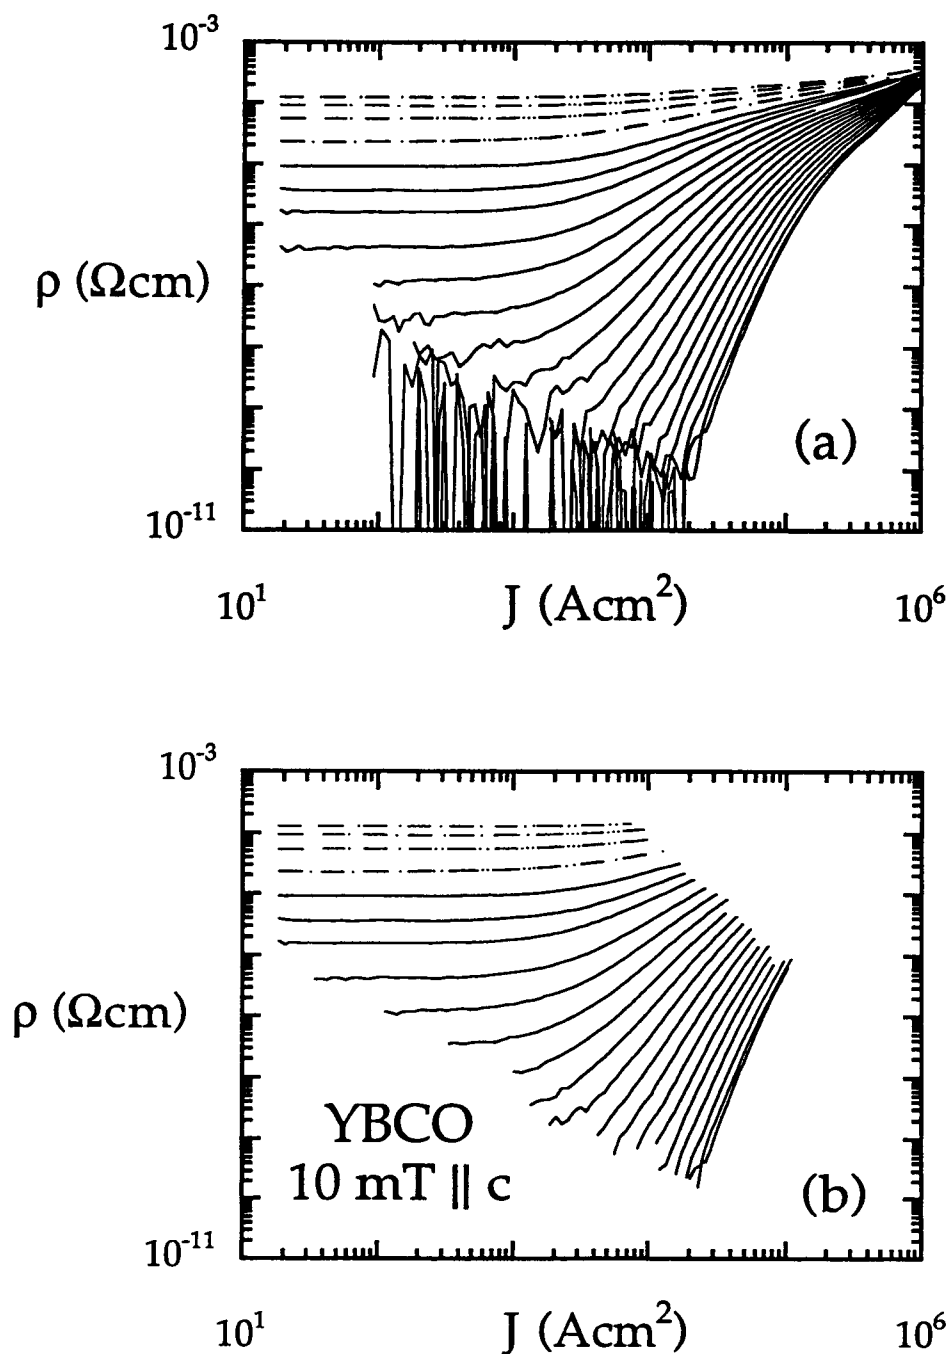 10⁻³
ρ (Ωcm)
(a)
10⁻¹¹
10¹
J (Acm²)
10⁶
10⁻³
ρ (Ωcm)
YBCO
10 mT || c
(b)
10⁻¹¹
10¹
J (Acm²)
10⁶